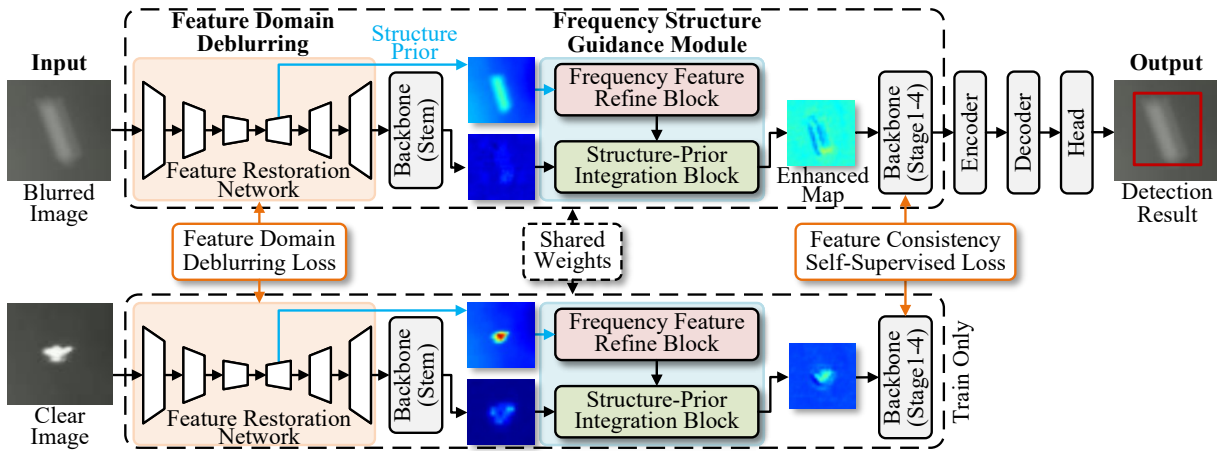 Feature Domain
Deblurring
Structure
Prior
Frequency Structure
Guidance Module
Input
Output
Blurred
Image
Feature Restoration
Network
Backbone
(Stem)
Frequency Feature
Refine Block
Structure-Prior
Integration Block
Enhanced
Map
Backbone
(Stage1-4)
Encoder
Decoder
Head
Detection
Result
Feature Domain
Deblurring Loss
Shared
Weights
Feature Consistency
Self-Supervised Loss
Clear
Image
Feature Restoration
Network
Backbone
(Stem)
Frequency Feature
Refine Block
Structure-Prior
Integration Block
Backbone
(Stage1-4)
Train Only